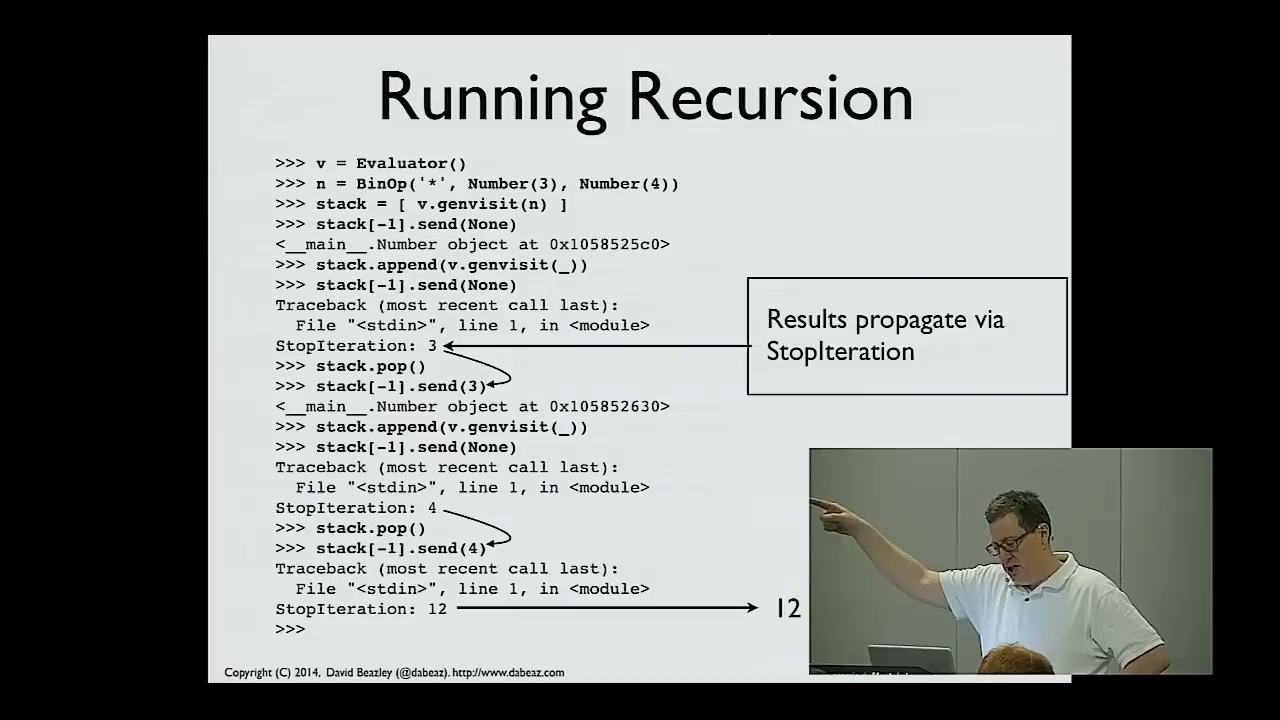 Running Recursion
>>> v = Evaluator()
>>> n = BinOp('*', Number(3), Number(4))
>>> stack = [ v.genvisit(n) ]
>>> stack[-1].send(None)
<__main__.Number object at 0x1058525c0>
>>> stack.append(v.genvisit(_))
>>> stack[-1].send(None)
Traceback (most recent call last):
  File "<stdin>", line 1, in <module>
StopIteration: 3
>>> stack.pop()
>>> stack[-1].send(3)
<__main__.Number object at 0x105852630>
>>> stack.append(v.genvisit(_))
>>> stack[-1].send(None)
Traceback (most recent call last):
  File "<stdin>", line 1, in <module>
StopIteration: 4
>>> stack.pop()
>>> stack[-1].send(4)
Traceback (most recent call last):
  File "<stdin>", line 1, in <module>
StopIteration: 12
>>>
Results propagate via
StopIteration
12
Copyright (C) 2014, David Beazley (@dabeaz). http://www.dabeaz.com